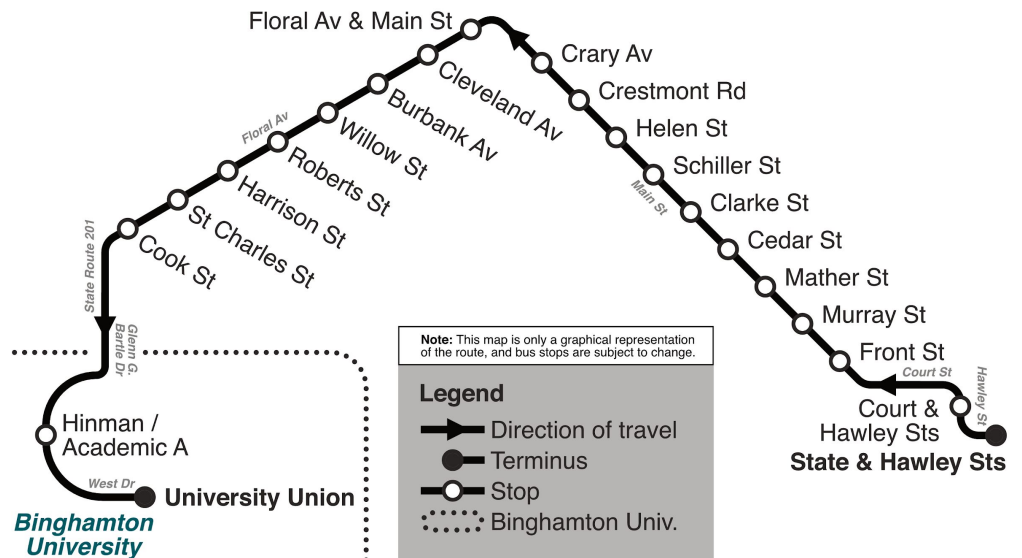 Floral Av & Main St
Crary Av
Crestmont Rd
Helen St
Schiller St
Main St
Clarke St
Cedar St
Mather St
Murray St
Front St
Court St
Hawley St
Court &
Hawley Sts
State & Hawley Sts
Cleveland Av
Burbank Av
Willow St
Floral Av
Roberts St
Harrison St
St Charles St
Cook St
State Route 201
Glenn G.
Bartle Dr
Hinman /
Academic A
West Dr
University Union
Binghamton
University
Note: This map is only a graphical representation
of the route, and bus stops are subject to change.
Legend
Direction of travel
Terminus
Stop
Binghamton Univ.